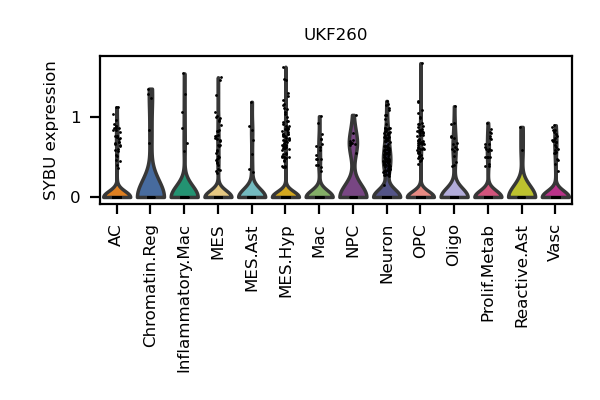 UKF260
SYBU expression
1
0
AC
Chromatin.Reg
Inflammatory.Mac
MES
MES.Ast
MES.Hyp
Mac
NPC
Neuron
OPC
Oligo
Prolif.Metab
Reactive.Ast
Vasc